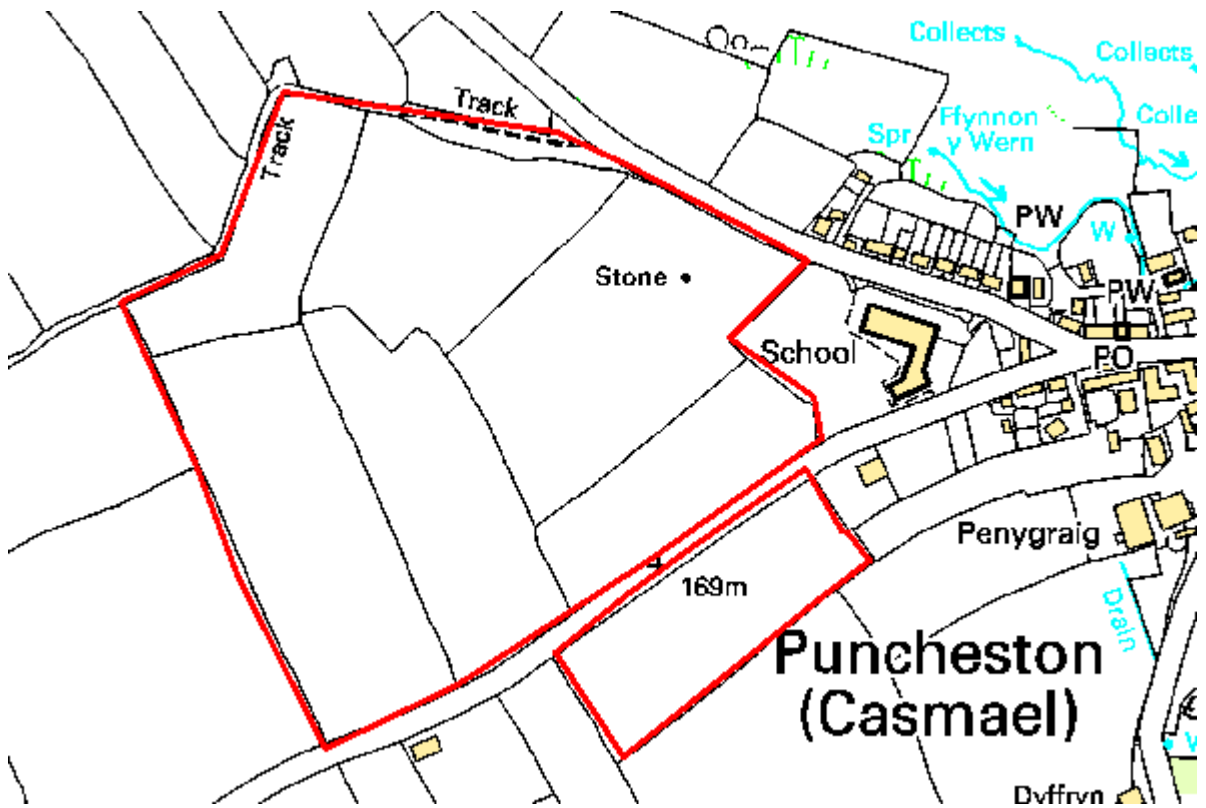 Collects
Collects
Track
Ffynnon
y Wern
Colle
Spr
Track
PW
W
Stone
PW
School
PO
169m
Penygraig
Drain
Puncheston
(Casmael)
Dyffryn